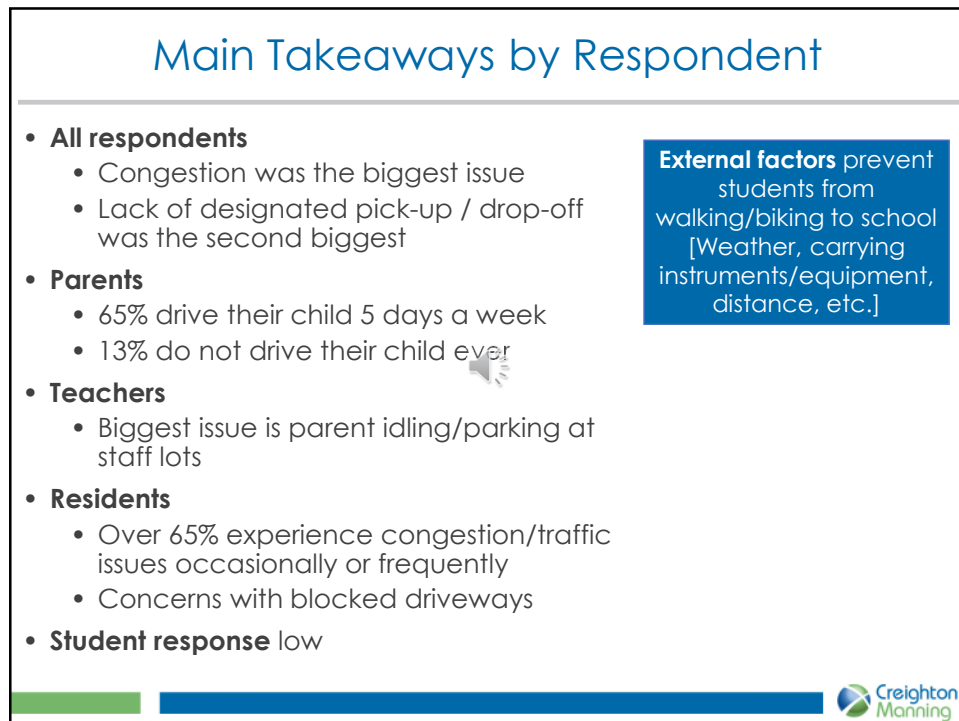 Main Takeaways by Respondent
• All respondents
• Congestion was the biggest issue
• Lack of designated pick-up / drop-off
was the second biggest
• Parents
• 65% drive their child 5 days a week
• 13% do not drive their child ever
• Teachers
• Biggest issue is parent idling/parking at
staff lots
• Residents
• Over 65% experience congestion/traffic
issues occasionally or frequently
• Concerns with blocked driveways
• Student response low
External factors prevent
students from
walking/biking to school
[Weather, carrying
instruments/equipment,
distance, etc.]
Creighton
Manning